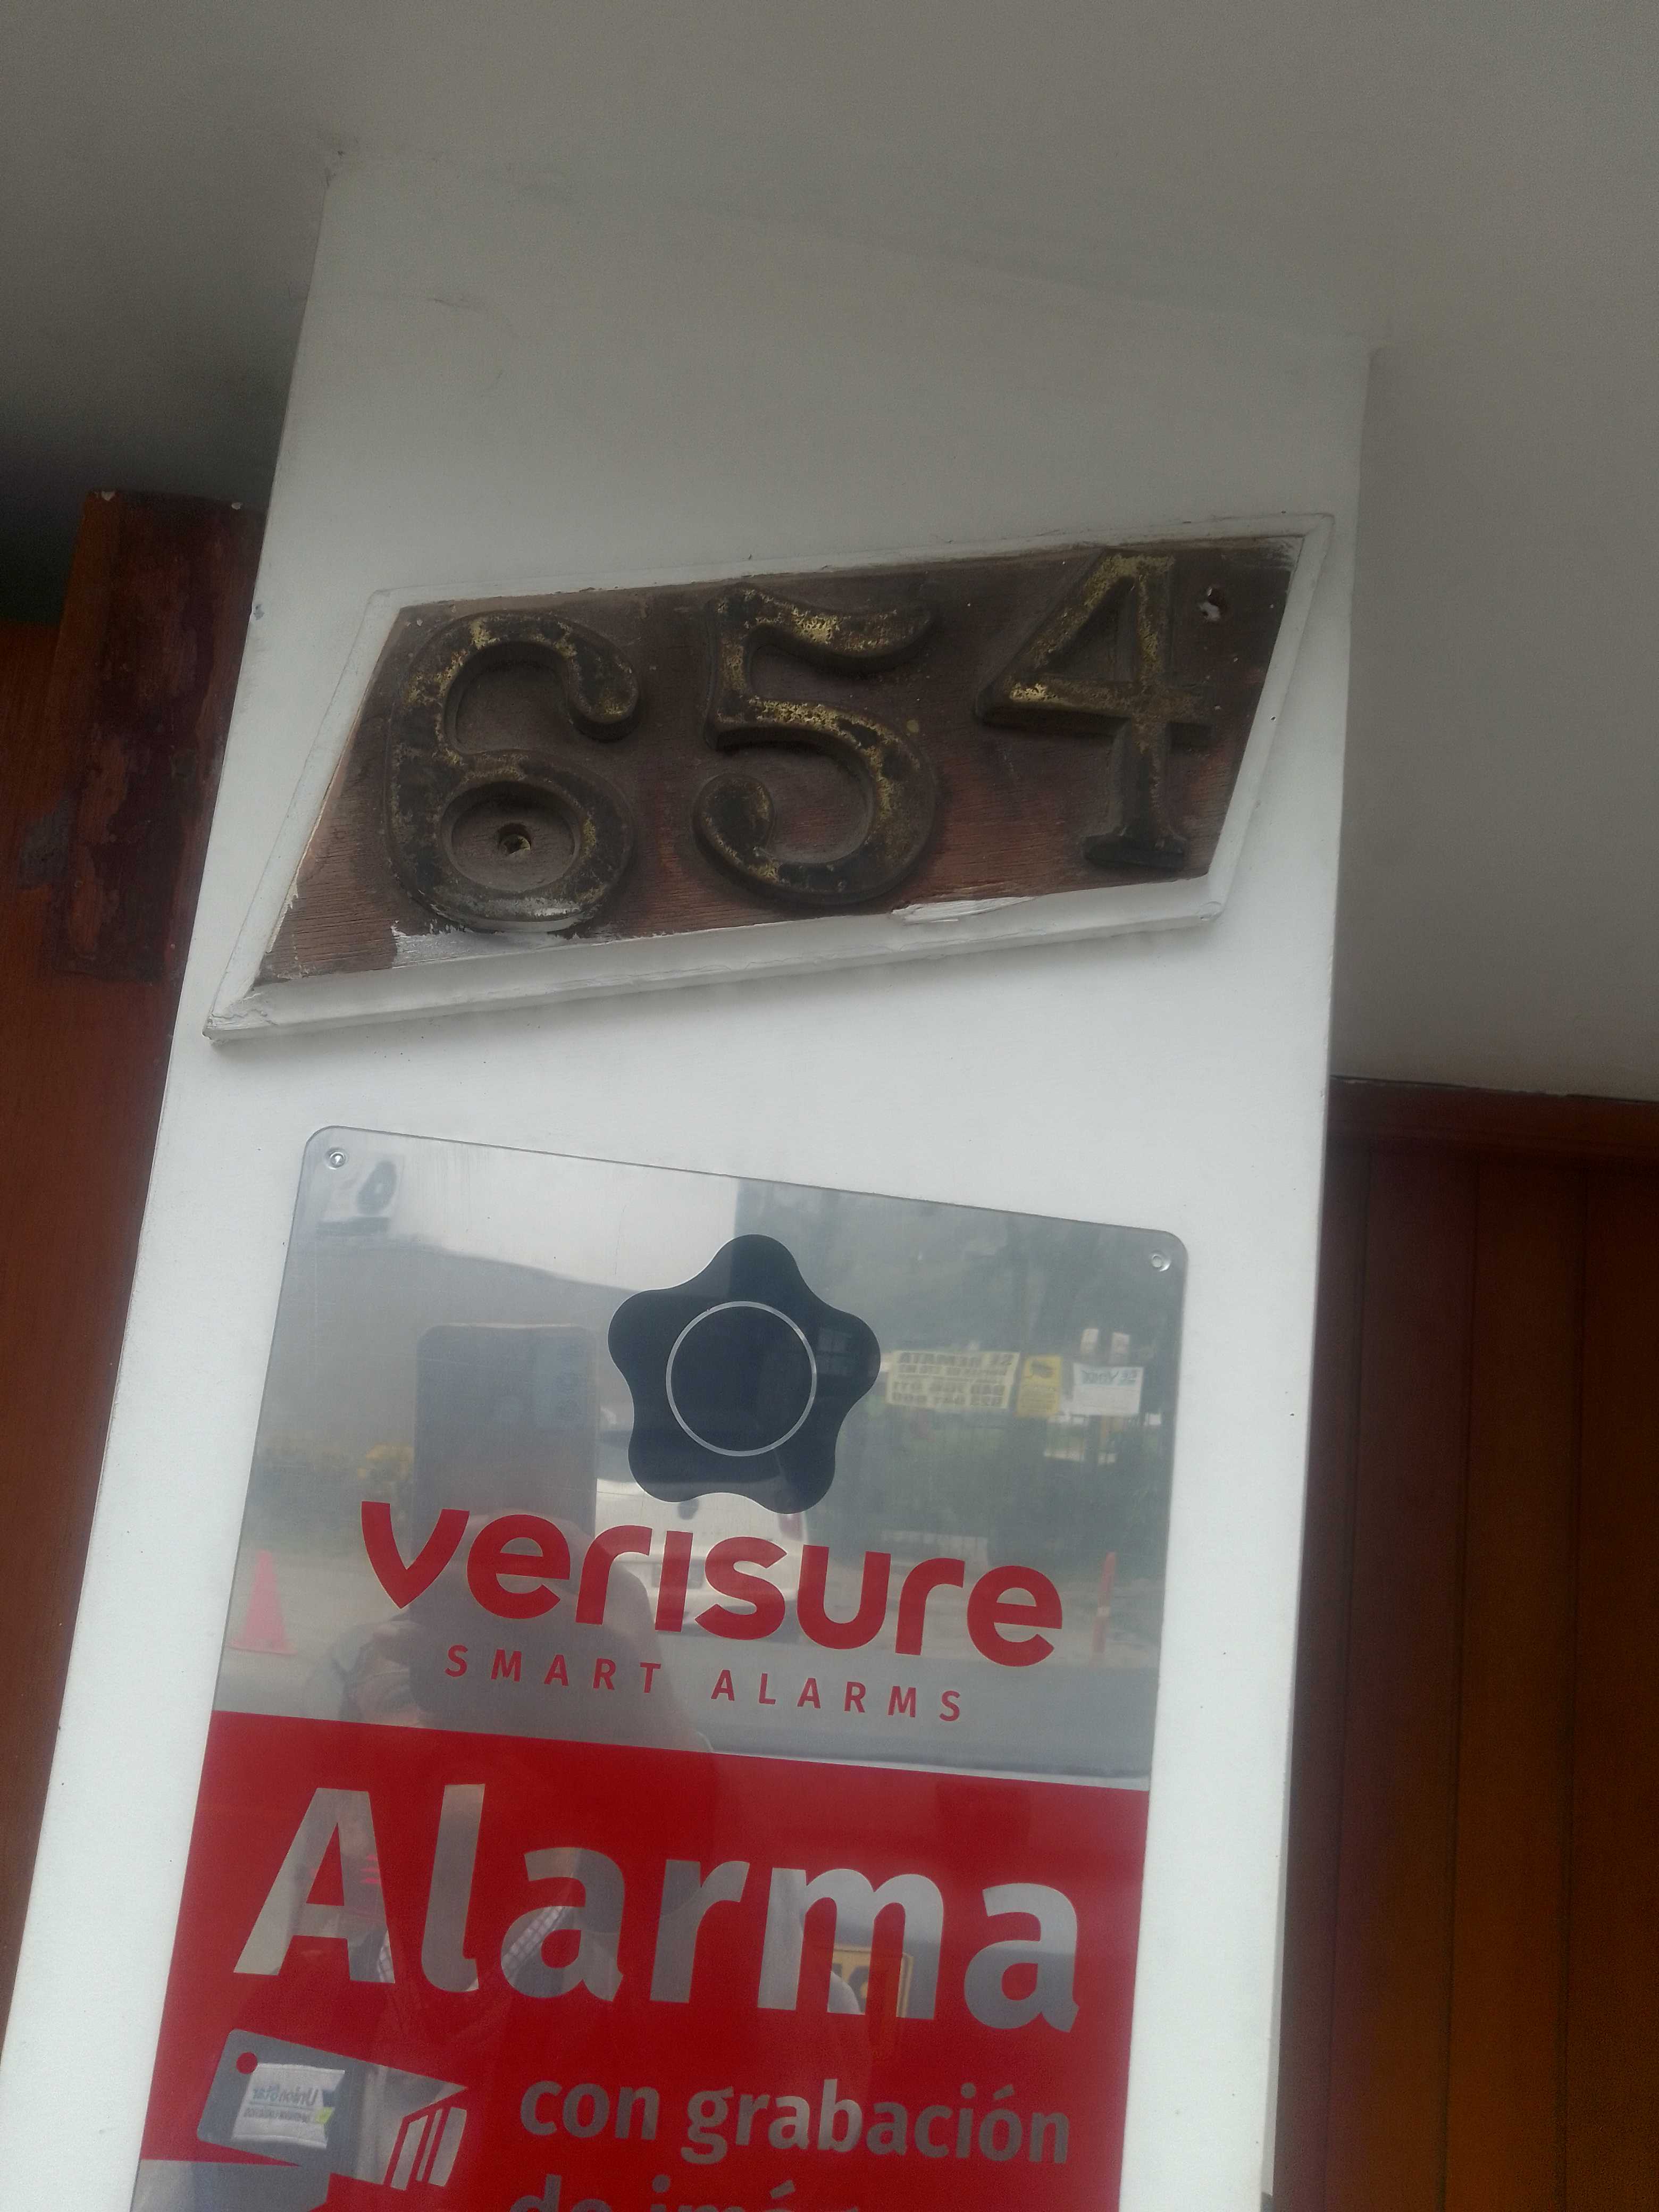 654
verisure
SMART ALARMS
Alarma
con grabación